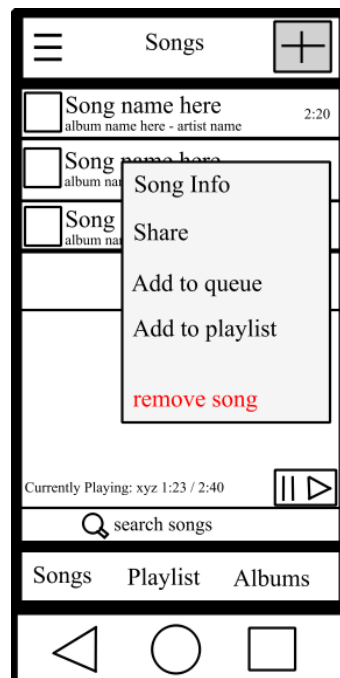 Songs
Song name here
album name here - artist name
2:20
Song name here
album nar
Song
album nar
Song Info
Share
Add to queue
Add to playlist
remove song
Currently Playing: xyz 1:23 / 2:40
search songs
Songs Playlist Albums